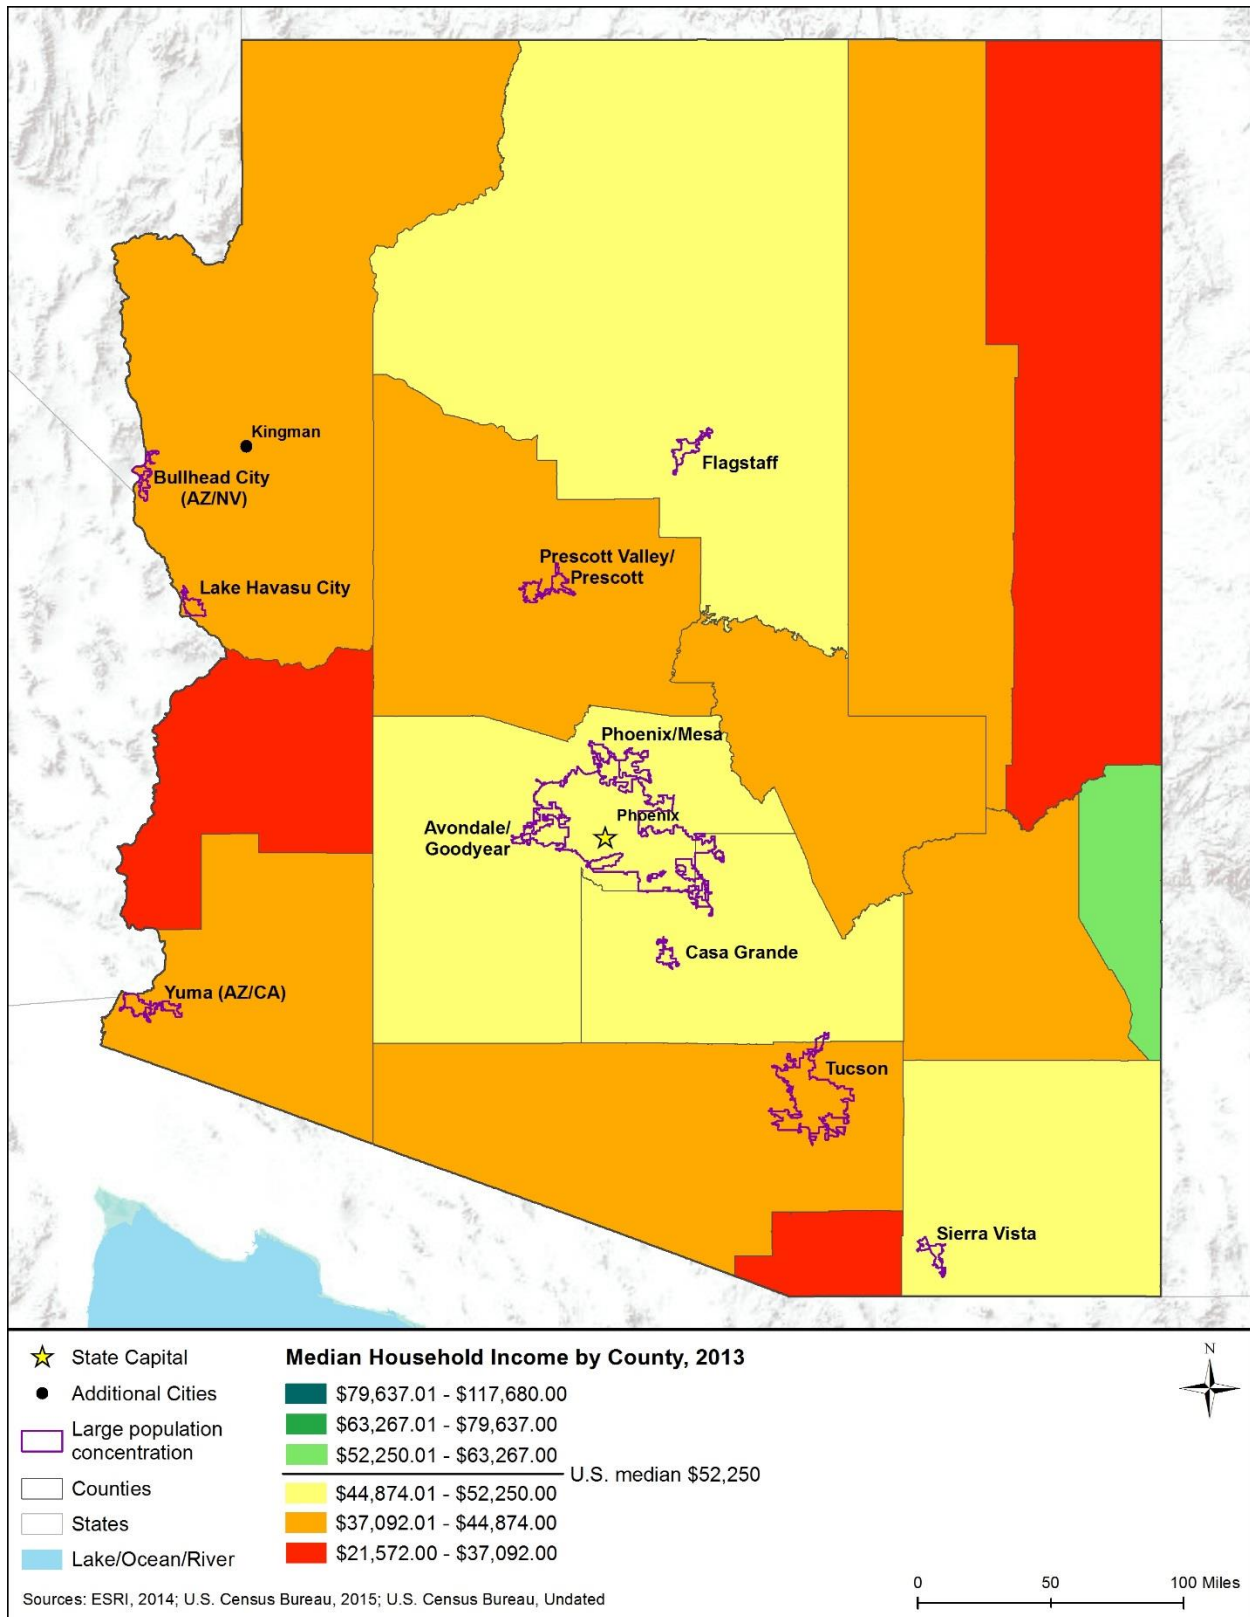 Kingman
Bullhead City
(AZ/NV)
Flagstaff
Prescott Valley/
Prescott
Lake Havasu City
Phoenix/Mesa
Phoenix
Avondale/
Goodyear
Casa Grande
Yuma (AZ/CA)
Tucson
Sierra Vista
State Capital
Additional Cities
Large population
concentration
Counties
States
Lake/Ocean/River
Median Household Income by County, 2013
$79,637.01 - $117,680.00
$63,267.01 - $79,637.00
$52,250.01 - $63,267.00
U.S. median $52,250
$44,874.01 - $52,250.00
$37,092.01 - $44,874.00
$21,572.00 - $37,092.00
N
0 50 100 Miles
Sources: ESRI, 2014; U.S. Census Bureau, 2015; U.S. Census Bureau, Undated